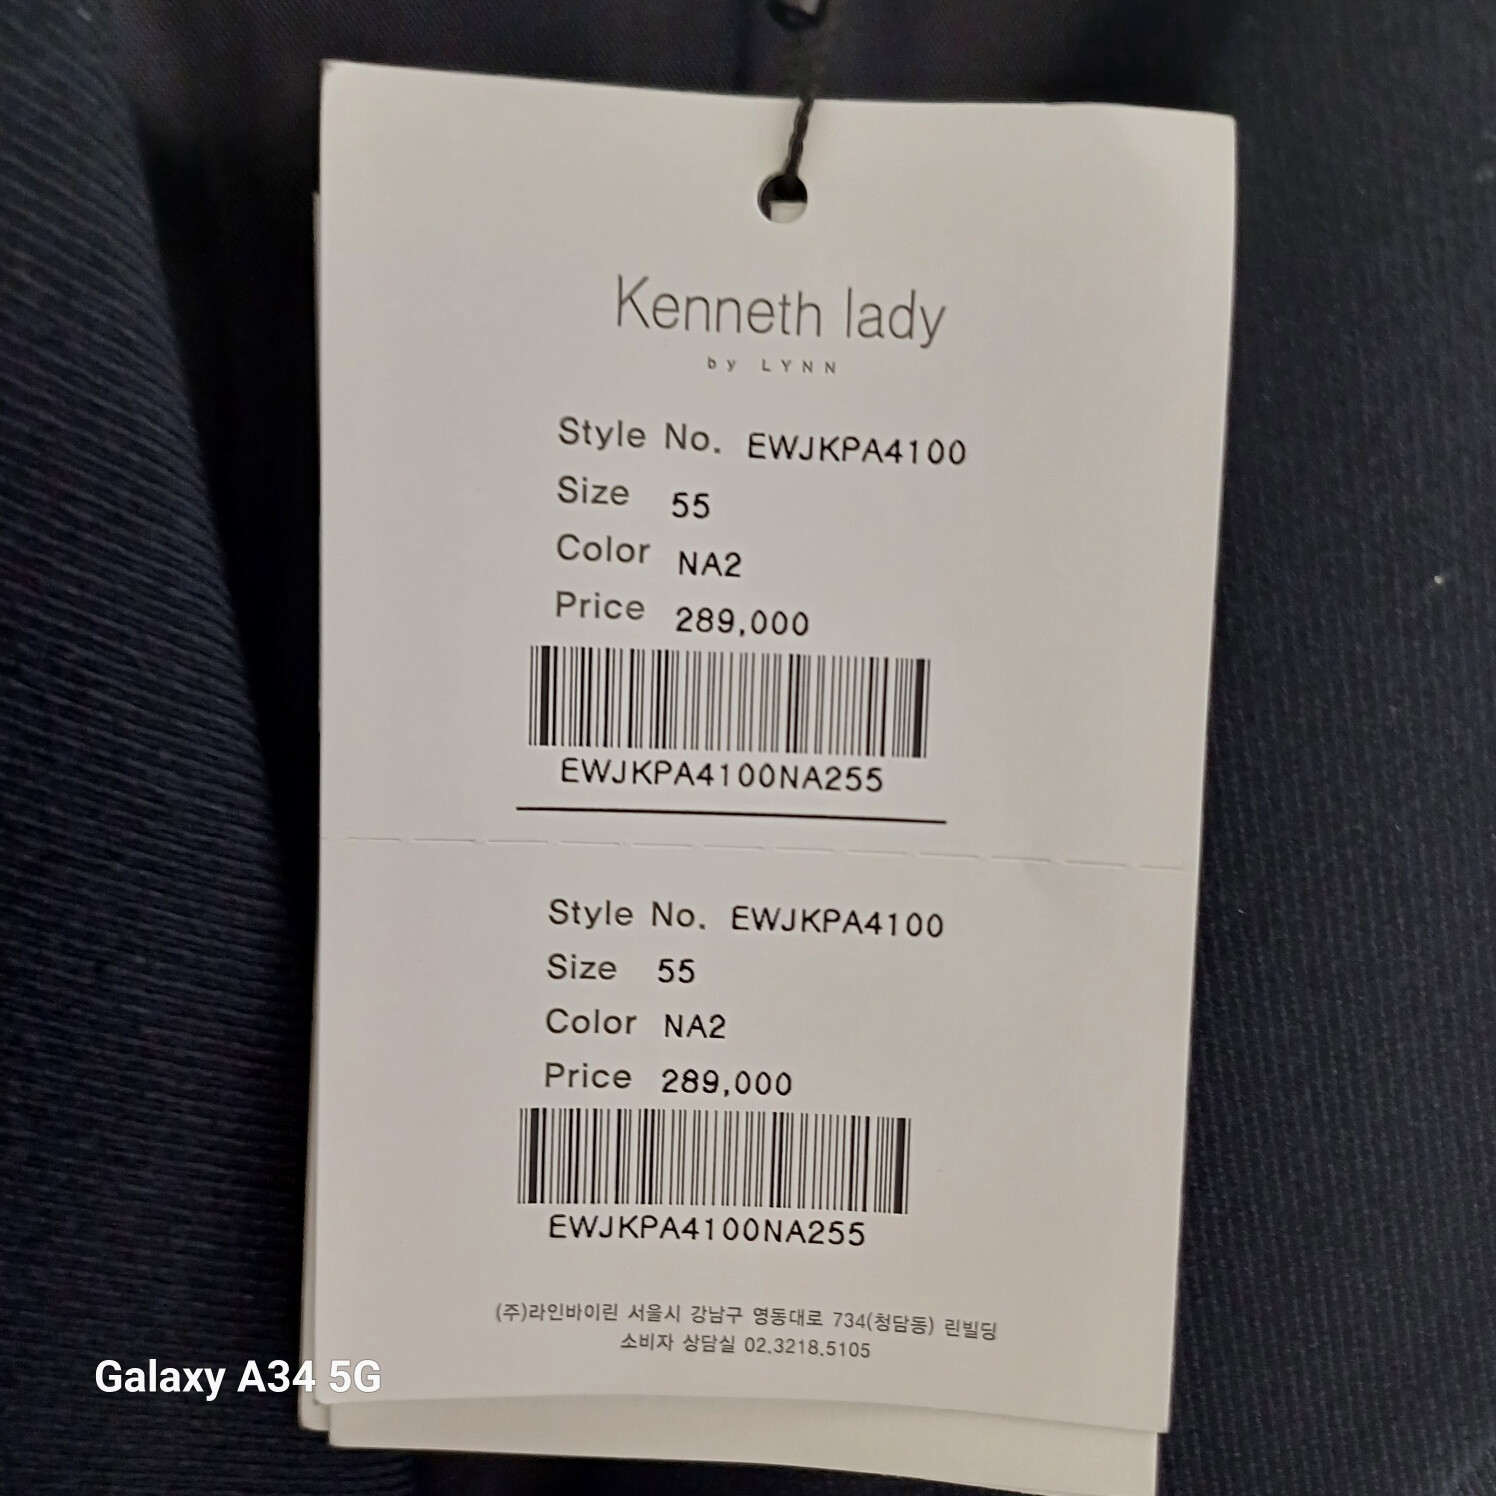 Kenneth lady
by LYNN
Style No. EWJKPA4100
Size 55
Color NA2
Price 289,000
EWJKPA4100NA255
Style No. EWJKPA4100
Size 55
Color NA2
Price 289,000
EWJKPA4100NA255
(주)라인바이린 서울시 강남구 영동대로 734(청담동) 린빌딩
소비자 상담실 02.3218.5105
Galaxy A34 5G